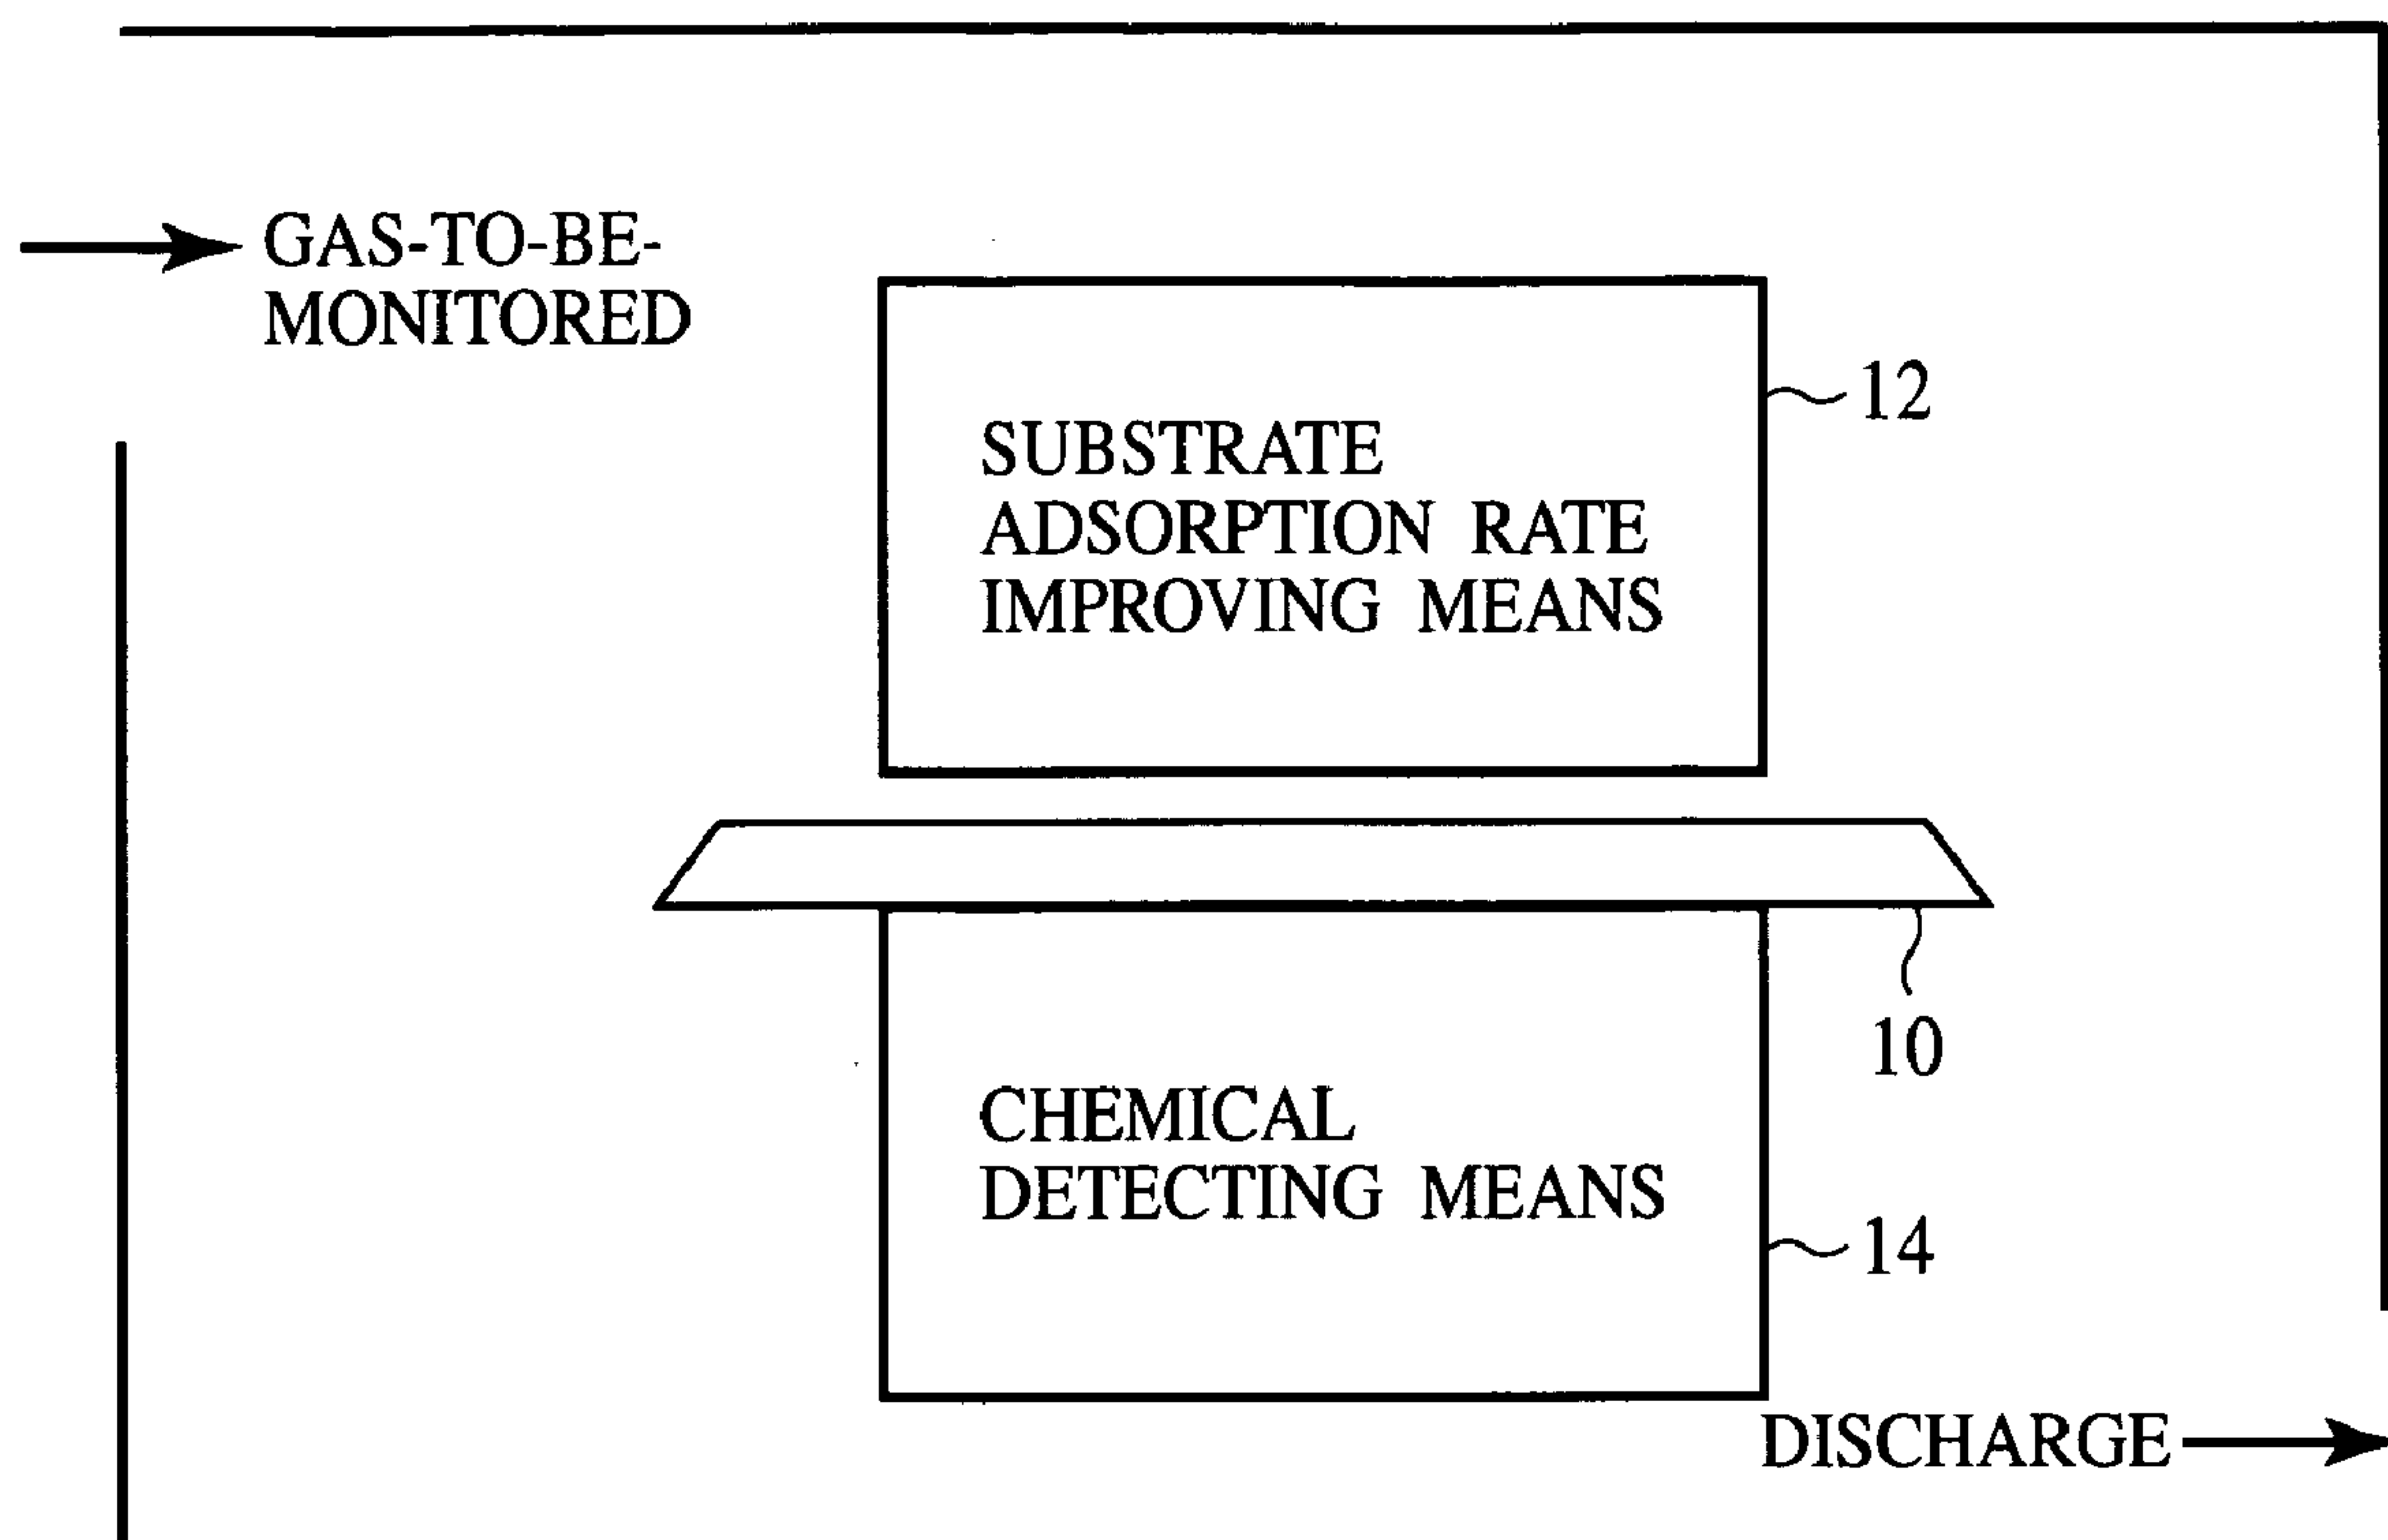 GAS-TO-BE-
MONITORED
12
SUBSTRATE
ADSORPTION RATE
IMPROVING MEANS
10
CHEMICAL
DETECTING MEANS
14
DISCHARGE